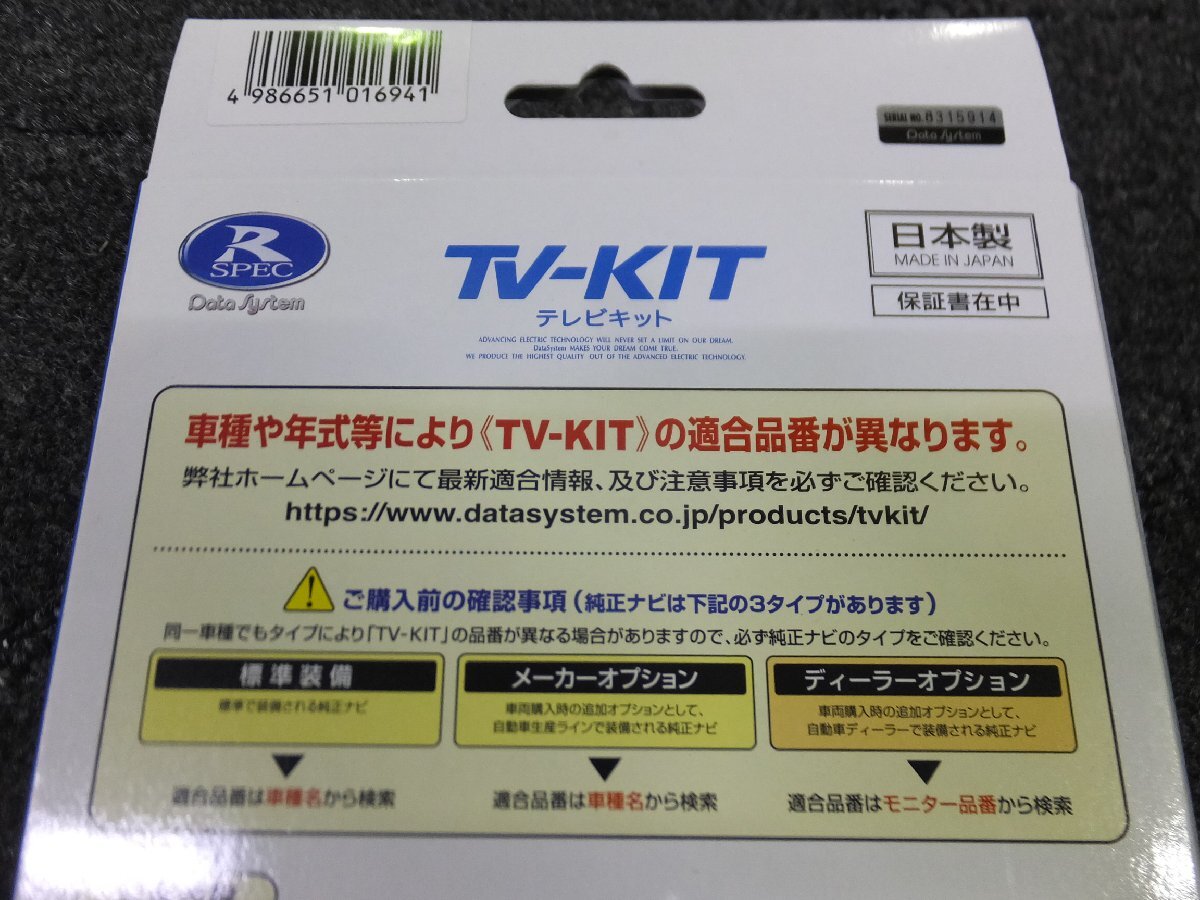 4 986651 016941
SERIAL NO. 8315914
Data System
R
SPEC
Data System
TV-KIT
テレビキット
ADVANCING ELECTRIC TECHNOLOGY WILL NEVER SET A LIMIT ON OUR DREAM.
DataSystem MAKES YOUR DREAM COME TRUE.
WE PRODUCE THE HIGHEST QUALITY OUT OF THE ADVANCED ELECTRIC TECHNOLOGY.
日本製
MADE IN JAPAN
保証書在中
車種や年式等により《TV-KIT》の適合品番が異なります。
弊社ホームページにて最新適合情報、及び注意事項を必ずご確認ください。
https://www.datasystem.co.jp/products/tvkit/
ご購入前の確認事項（純正ナビは下記の3タイプがあります）
同一車種でもタイプにより「TV-KIT」の品番が異なる場合がありますので、必ず純正ナビのタイプをご確認ください。
標準装備
標準で装備される純正ナビ
適合品番は車種名から検索
メーカーオプション
車両購入時の追加オプションとして、
自動車生産ラインで装備される純正ナビ
適合品番は車種名から検索
ディーラーオプション
車両購入時の追加オプションとして、
自動車ディーラーで装備される純正ナビ
適合品番はモニター品番から検索